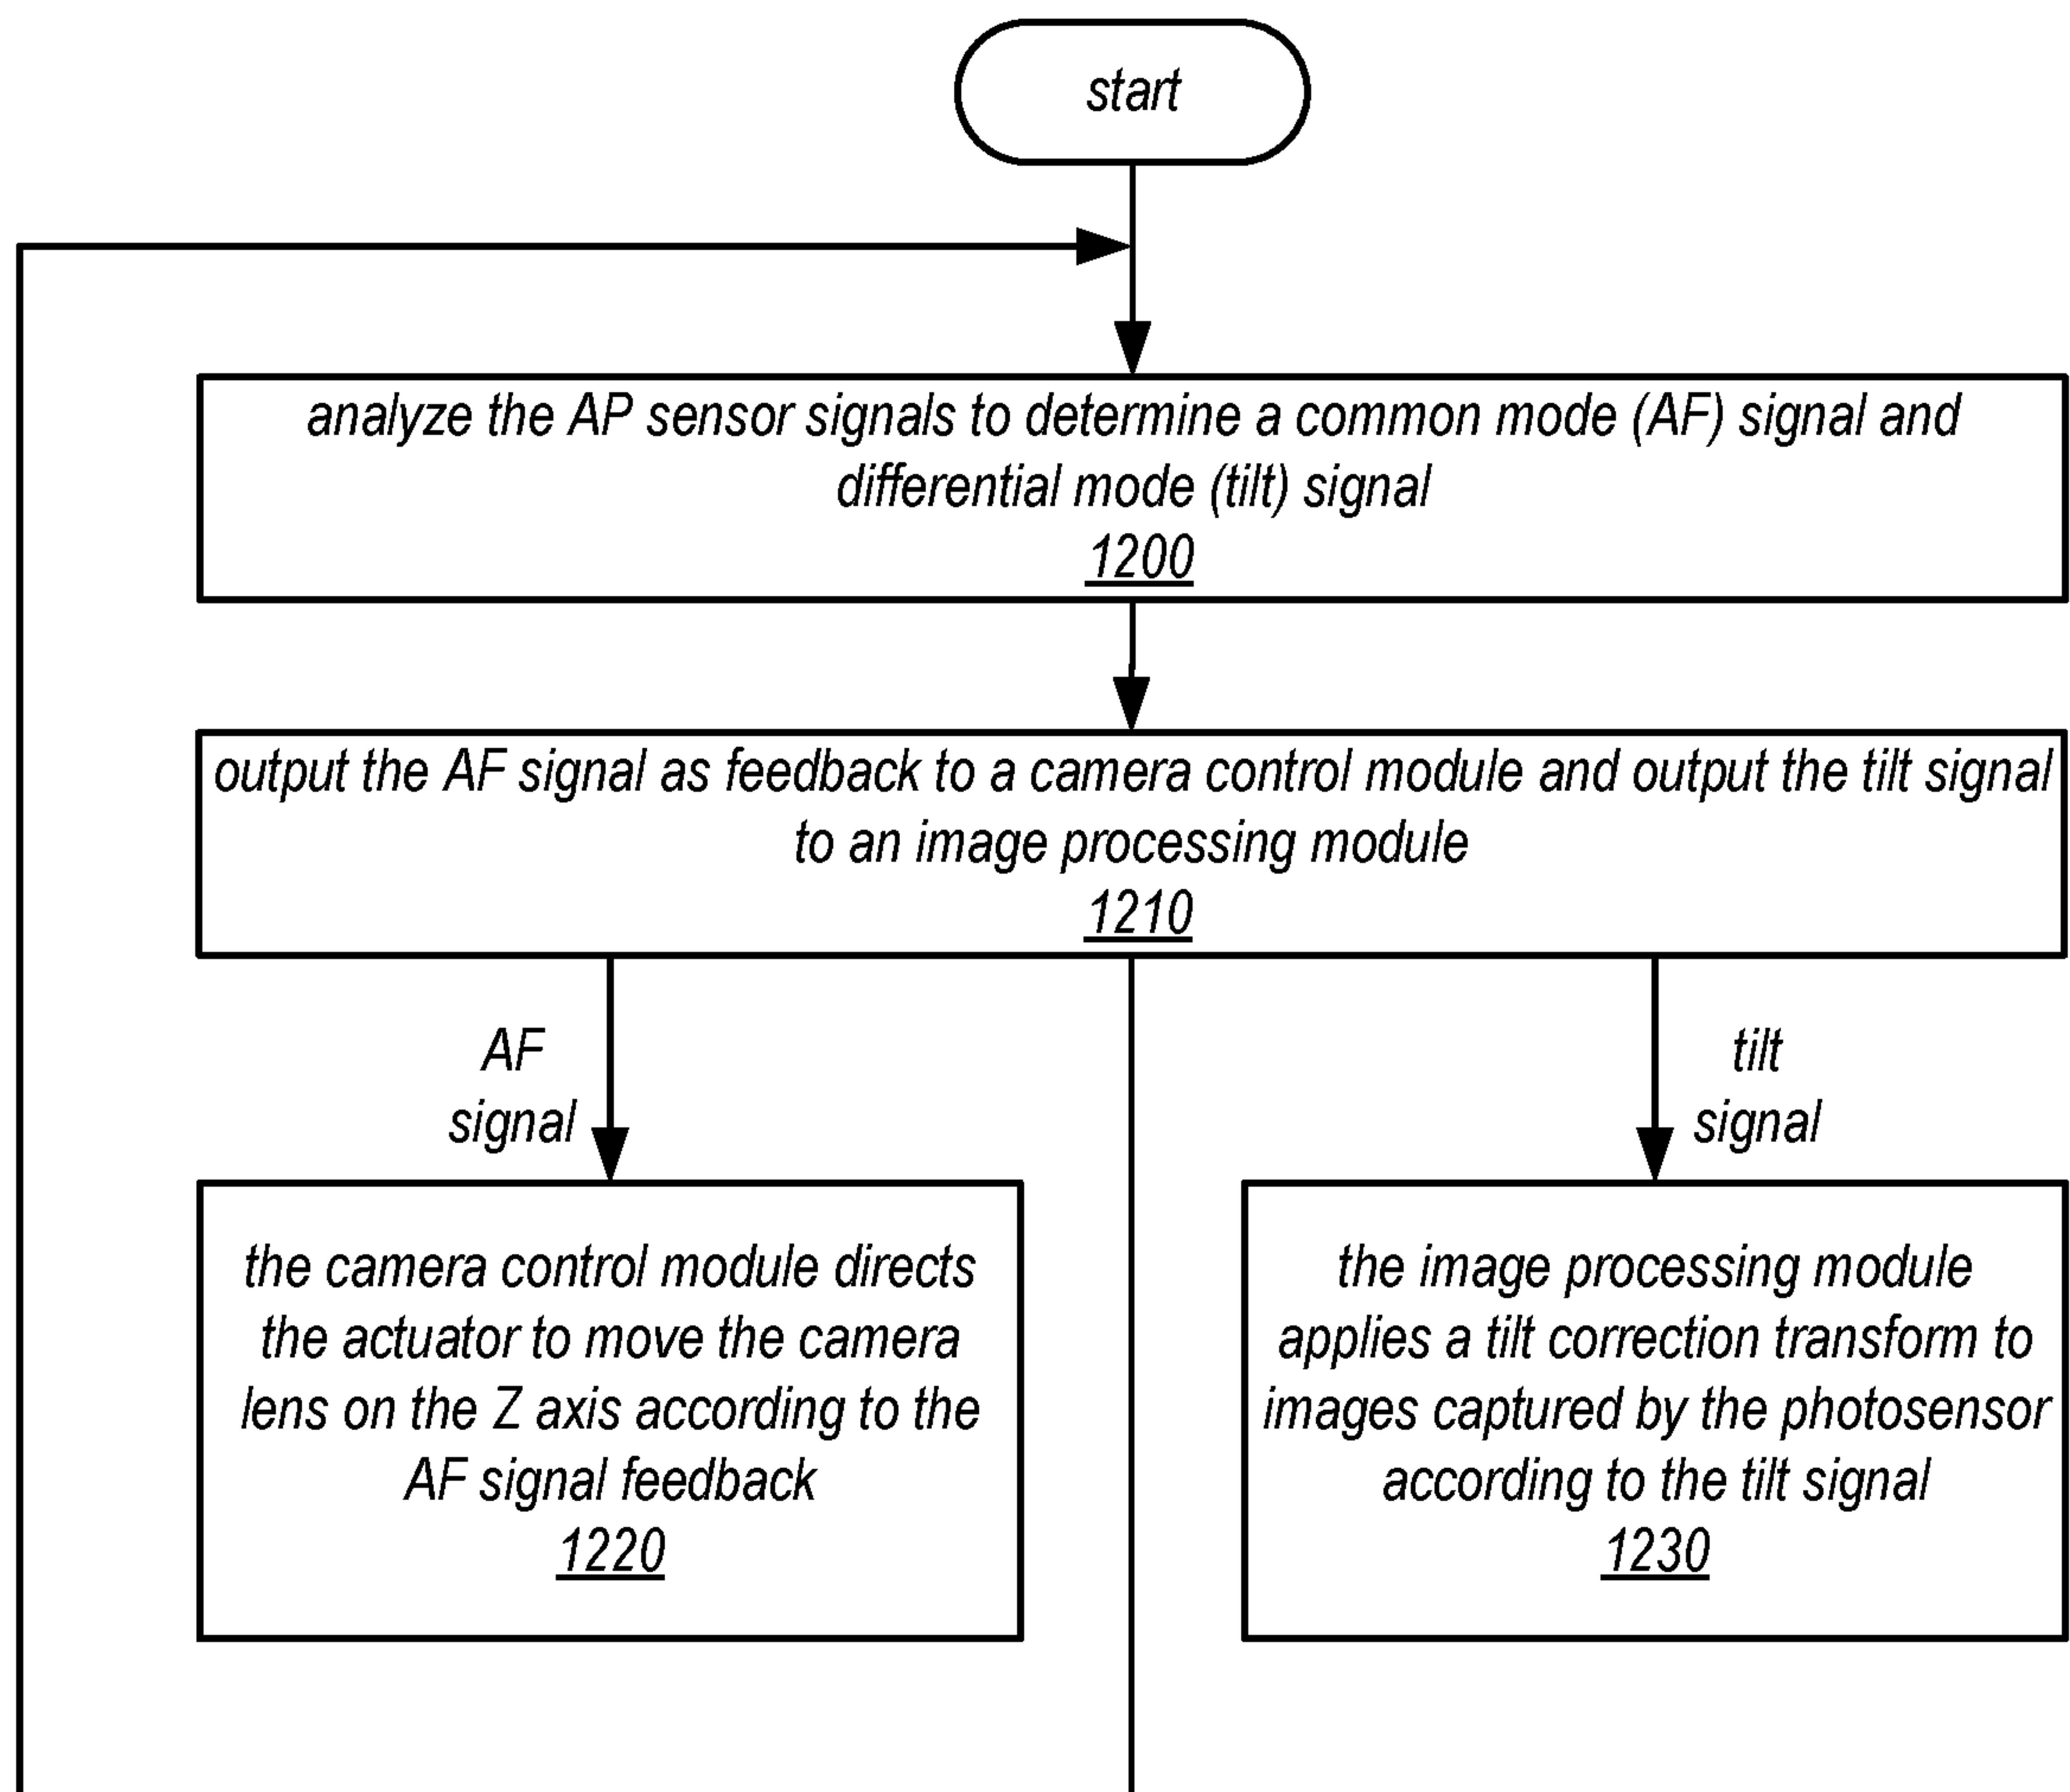 start
analyze the AP sensor signals to determine a common mode (AF) signal and
differential mode (tilt) signal
1200
output the AF signal as feedback to a camera control module and output the tilt signal
to an image processing module
1210
AF
signal
tilt
signal
the camera control module directs
the actuator to move the camera
lens on the Z axis according to the
AF signal feedback
1220
the image processing module
applies a tilt correction transform to
images captured by the photosensor
according to the tilt signal
1230